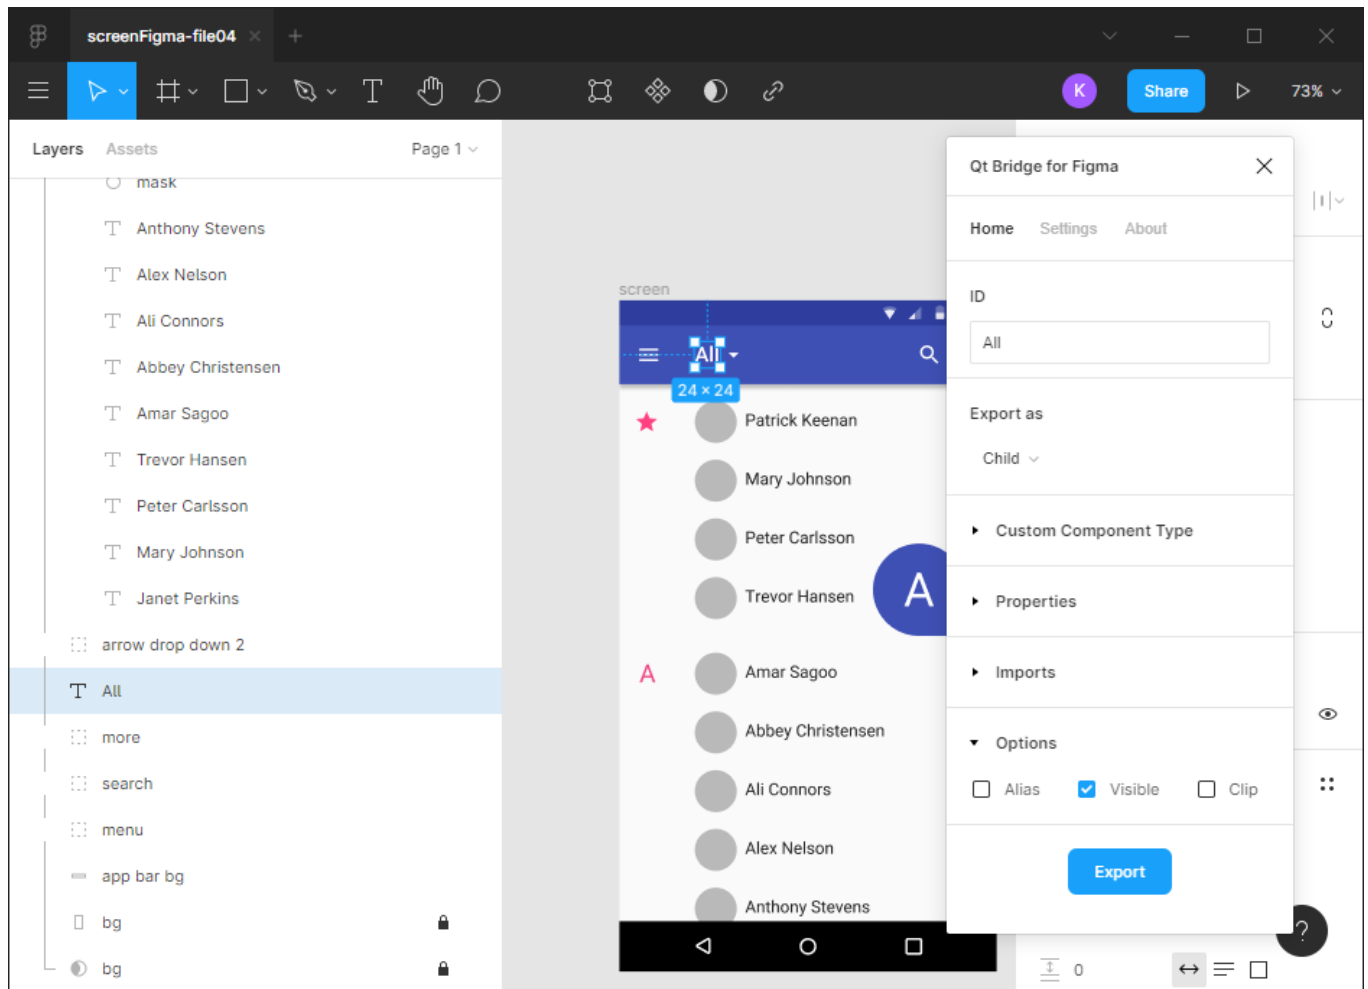 screenFigma-file04
K
Share
73%
Layers
Assets
Page 1
mask
Anthony Stevens
Alex Nelson
Ali Connors
Abbey Christensen
Amar Sagoo
Trevor Hansen
Peter Carlsson
Mary Johnson
Janet Perkins
arrow drop down 2
All
more
search
menu
app bar bg
bg
bg
screen
All
24 × 24
Patrick Keenan
Mary Johnson
Peter Carlsson
Trevor Hansen
A
A
Amar Sagoo
Abbey Christensen
Ali Connors
Alex Nelson
Anthony Stevens
Qt Bridge for Figma
Home
Settings
About
ID
All
Export as
Child
Custom Component Type
Properties
Imports
Options
Alias
Visible
Clip
Export
?
0